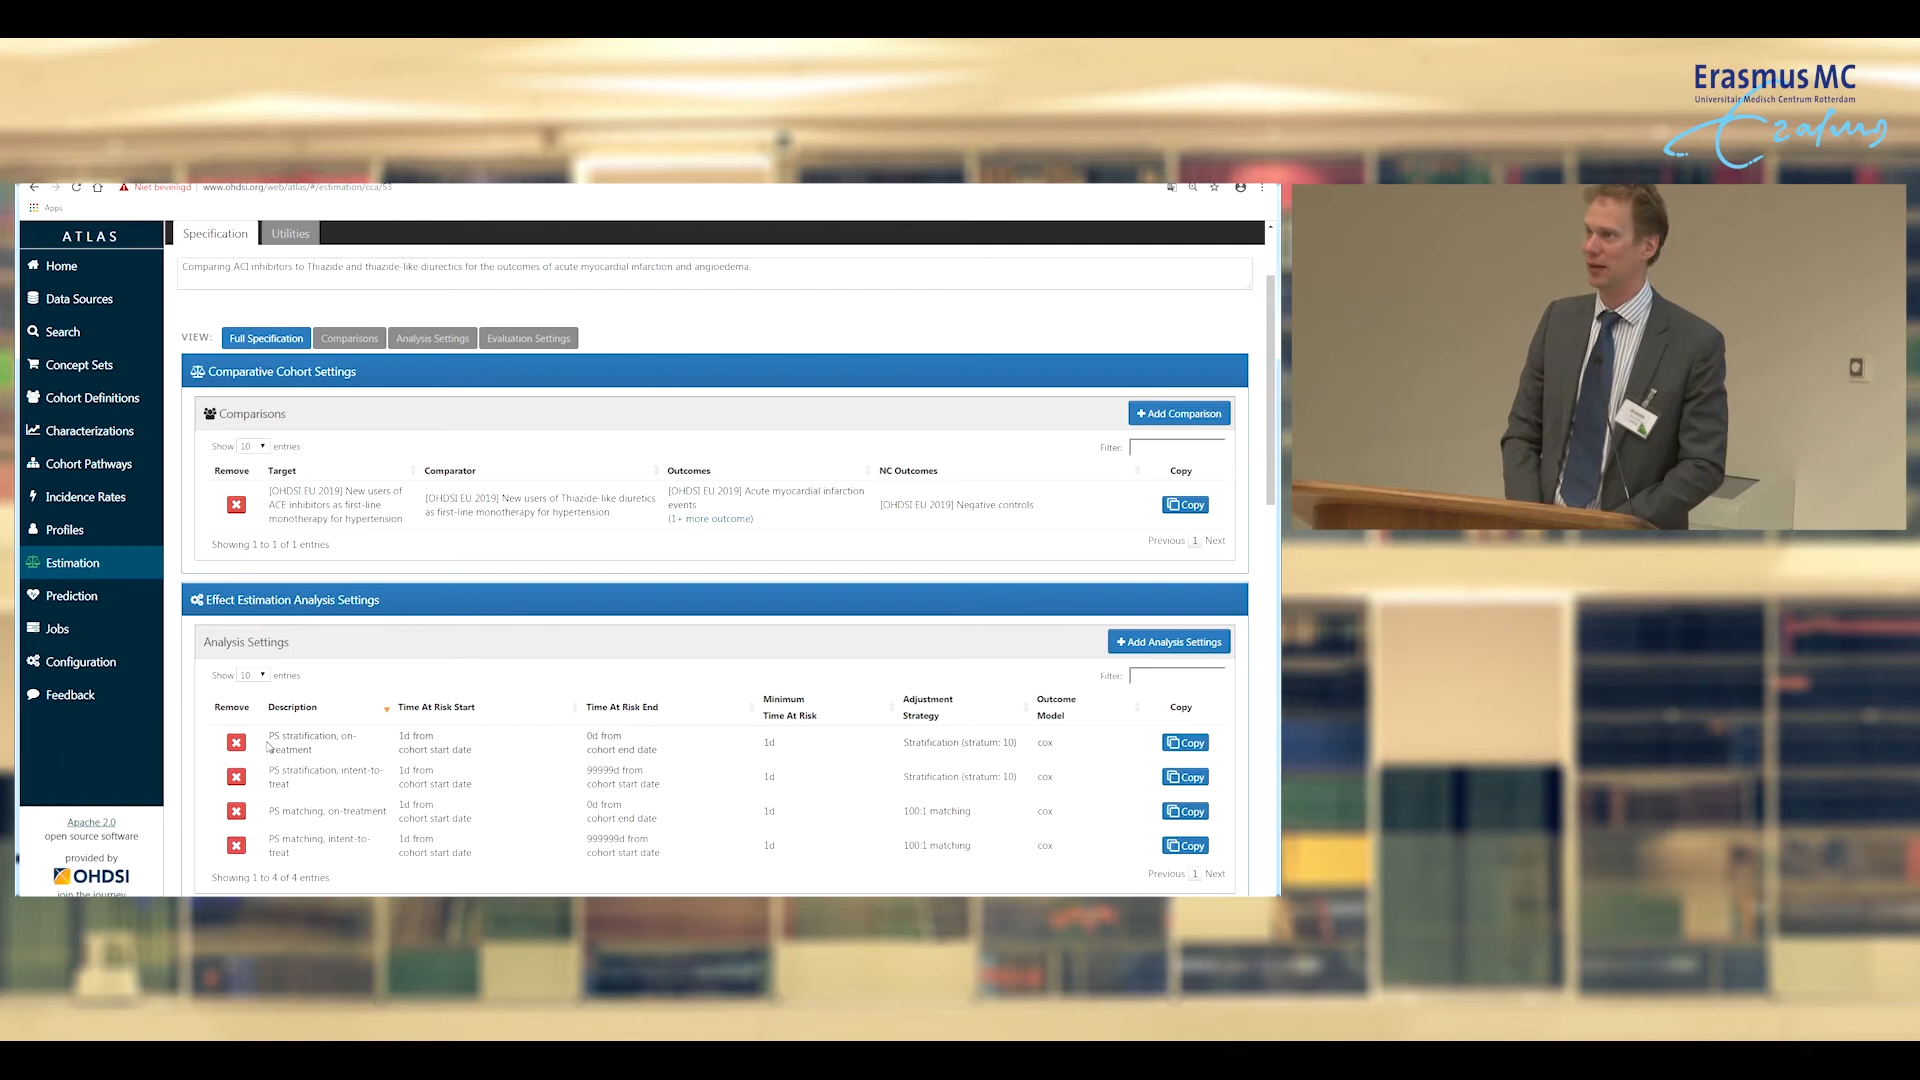 Erasmus MC
Universitair Medisch Centrum Rotterdam
Erasmus
Niet beveiligd | www.ohdsi.org/web/atlas/#/estimation/cca/53
Apps
ATLAS
Home
Data Sources
Search
Concept Sets
Cohort Definitions
Characterizations
Cohort Pathways
Incidence Rates
Profiles
Estimation
Prediction
Jobs
Configuration
Feedback
Apache 2.0
open source software
provided by
OHDSI
join the journey
Specification Utilities
Comparing ACI inhibitors to Thiazide and thiazide-like diurectics for the outcomes of acute myocardial infarction and angioedema.
VIEW: Full Specification Comparisons Analysis Settings Evaluation Settings
Comparative Cohort Settings
Comparisons + Add Comparison
Show 10 entries Filter:
Remove Target Comparator Outcomes NC Outcomes Copy
[OHDSI EU 2019] New users of
ACE inhibitors as first-line
monotherapy for hypertension
[OHDSI EU 2019] New users of Thiazide-like diuretics
as first-line monotherapy for hypertension
[OHDSI EU 2019] Acute myocardial infarction
events
(1+ more outcome)
[OHDSI EU 2019] Negative controls
Copy
Showing 1 to 1 of 1 entries Previous 1 Next
Effect Estimation Analysis Settings
Analysis Settings + Add Analysis Settings
Show 10 entries Filter:
Remove Description Time At Risk Start Time At Risk End Minimum Time At Risk Adjustment Strategy Outcome Model Copy
PS stratification, on-
treatment
1d from
cohort start date
0d from
cohort end date
1d Stratification (stratum: 10) cox Copy
PS stratification, intent-to-
treat
1d from
cohort start date
99999d from
cohort end date
1d Stratification (stratum: 10) cox Copy
PS matching, on-treatment
1d from
cohort start date
0d from
cohort end date
1d 100:1 matching cox Copy
PS matching, intent-to-
treat
1d from
cohort start date
999999d from
cohort end date
1d 100:1 matching cox Copy
Showing 1 to 4 of 4 entries Previous 1 Next